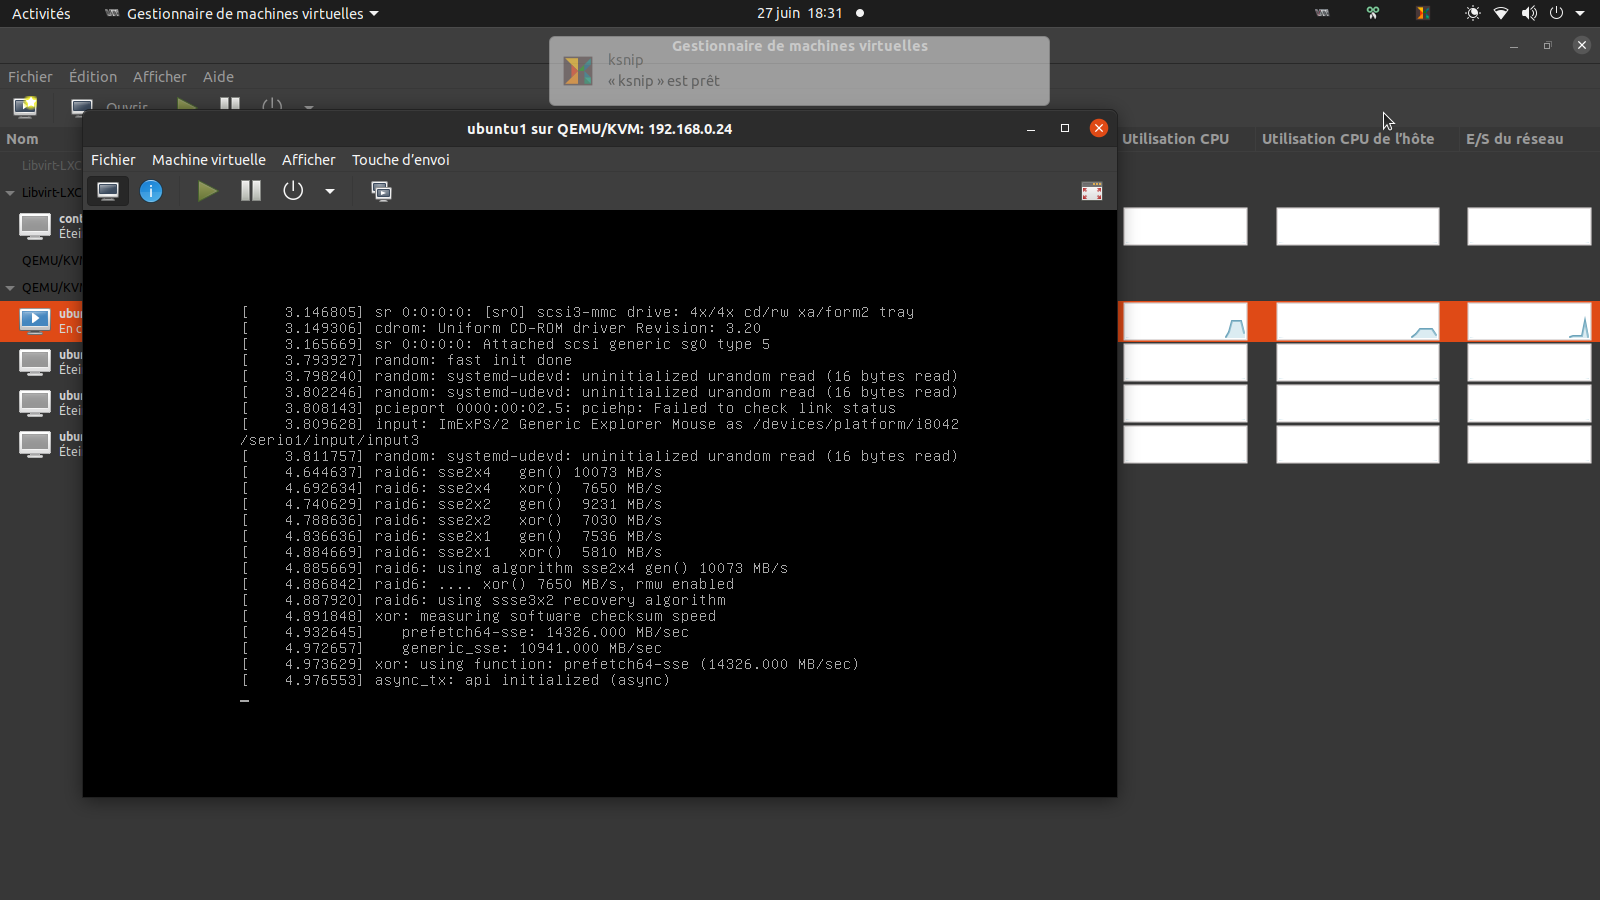 Activités
Gestionnaire de machines virtuelles
27 juin 18:31
Gestionnaire de machines virtuelles
ksnip
« ksnip » est prêt
Fichier Édition Afficher Aide
Ouvrir
Nom
Utilisation CPU
Utilisation CPU de l'hôte
E/S du réseau
Libvirt-LXC
Libvirt-LXC
cont
Étei
QEMU/KVM
QEMU/KVM
ubu
En c
ubu
Étei
ubu
Étei
ubu
Étei
ubuntu1 sur QEMU/KVM: 192.168.0.24
Fichier Machine virtuelle Afficher Touche d'envoi
[    3.146805] sr 0:0:0:0: [sr0] scsi3-mmc drive: 4x/4x cd/rw xa/form2 tray
[    3.149306] cdrom: Uniform CD-ROM driver Revision: 3.20
[    3.165669] sr 0:0:0:0: Attached scsi generic sg0 type 5
[    3.793927] random: fast init done
[    3.798240] random: systemd-udevd: uninitialized urandom read (16 bytes read)
[    3.802246] random: systemd-udevd: uninitialized urandom read (16 bytes read)
[    3.808143] pcieport 0000:00:02.5: pciehp: Failed to check link status
[    3.809628] input: ImExPS/2 Generic Explorer Mouse as /devices/platform/i8042
/serio1/input/input3
[    3.811757] random: systemd-udevd: uninitialized urandom read (16 bytes read)
[    4.644637] raid6: sse2x4   gen() 10073 MB/s
[    4.692634] raid6: sse2x4   xor()  7650 MB/s
[    4.740629] raid6: sse2x2   gen()  9231 MB/s
[    4.788636] raid6: sse2x2   xor()  7030 MB/s
[    4.836636] raid6: sse2x1   gen()  7536 MB/s
[    4.884669] raid6: sse2x1   xor()  5810 MB/s
[    4.885669] raid6: using algorithm sse2x4 gen() 10073 MB/s
[    4.886842] raid6: .... xor() 7650 MB/s, rmw enabled
[    4.887920] raid6: using ssse3x2 recovery algorithm
[    4.891848] xor: measuring software checksum speed
[    4.932645]    prefetch64-sse: 14326.000 MB/sec
[    4.972657]    generic_sse: 10941.000 MB/sec
[    4.973629] xor: using function: prefetch64-sse (14326.000 MB/sec)
[    4.976553] async_tx: api initialized (async)